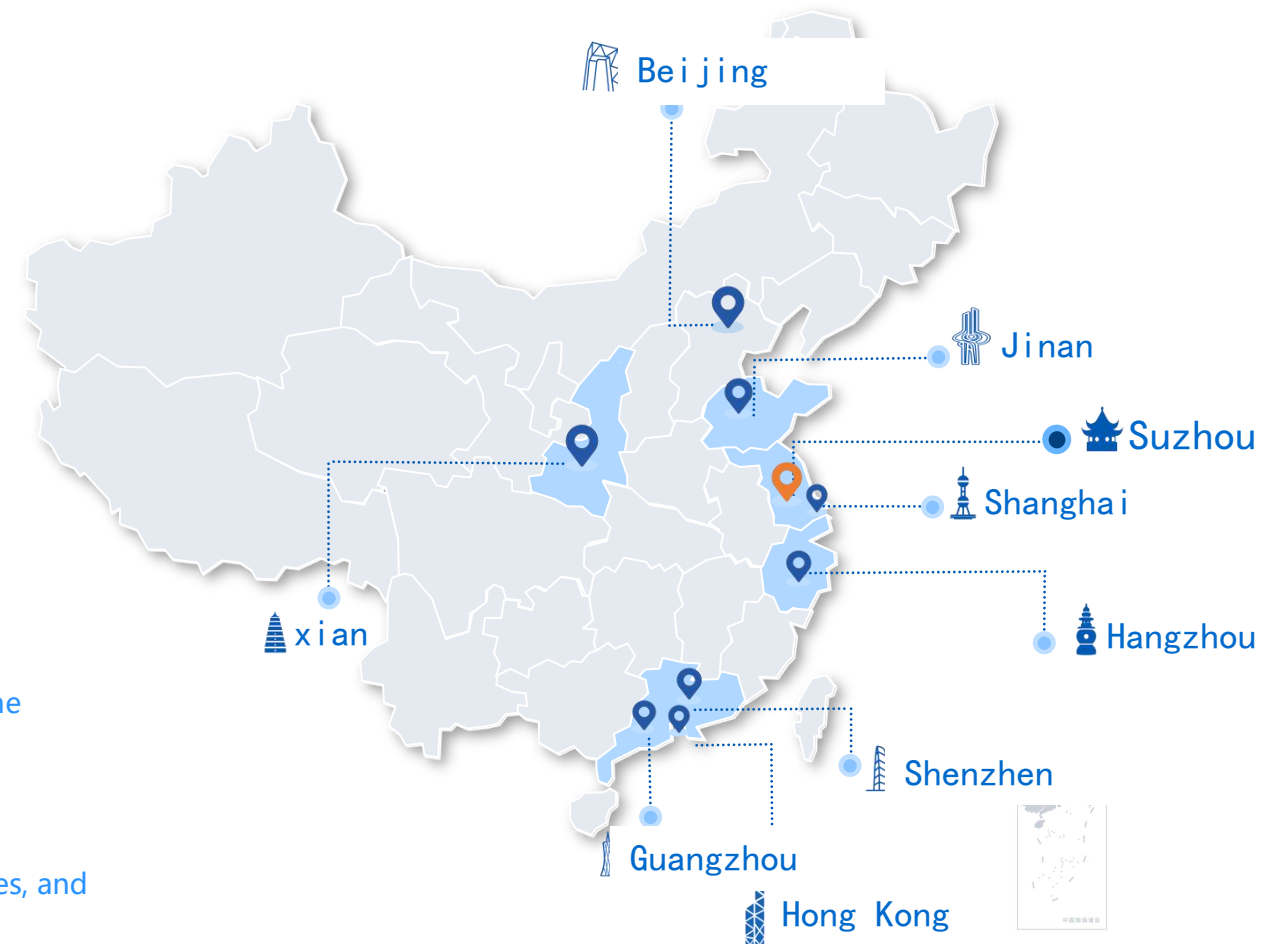 Beijing
Jinan
Suzhou
Shanghai
xian
Hangzhou
ne
Shenzhen
Guangzhou
es, and
Hong Kong